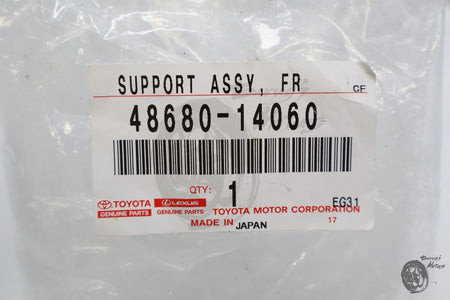 SUPPORT ASSY, FR
CF
48680-14060
QTY: 1
EG31
TOYOTA LEXUS TOYOTA MOTOR CORPORATION
GENUINE PARTS GENUINE PARTS
MADE IN JAPAN 17